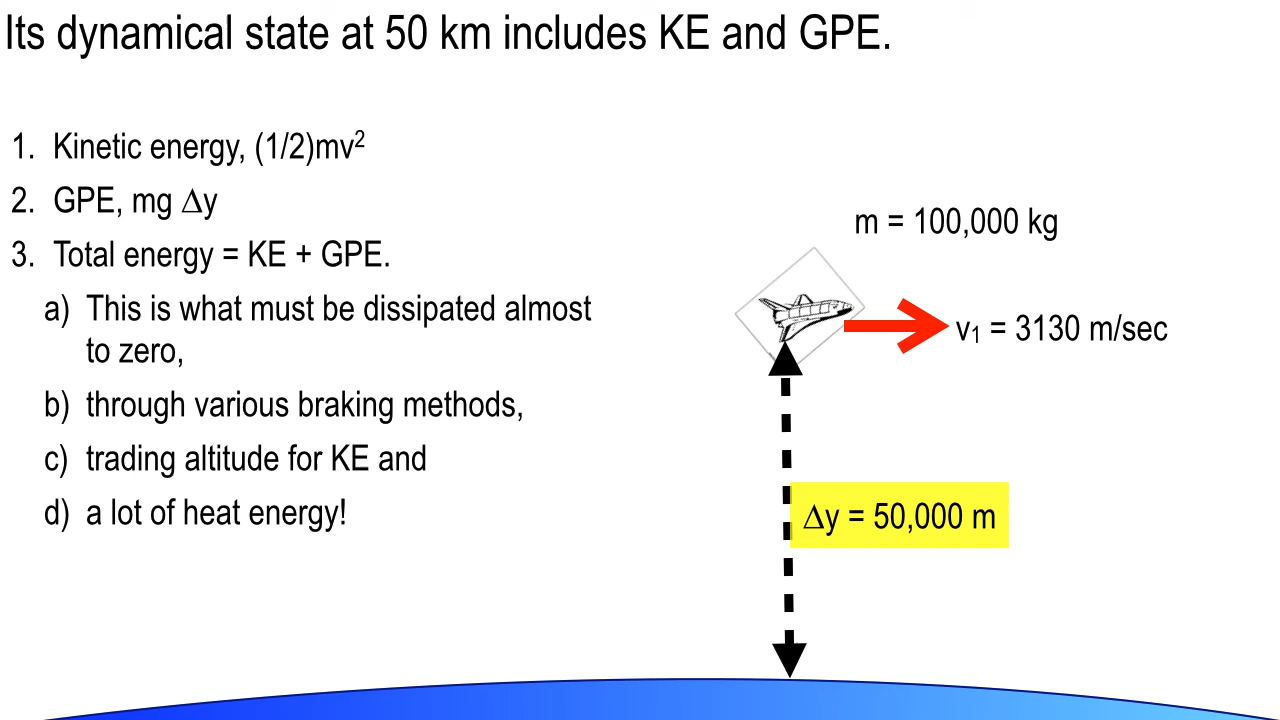 Its dynamical state at 50 km includes KE and GPE.
1. Kinetic energy, (1/2)mv²
2. GPE, mg Δy
3. Total energy = KE + GPE.
a) This is what must be dissipated almost
to zero,
b) through various braking methods,
c) trading altitude for KE and
d) a lot of heat energy!
m = 100,000 kg
v₁ = 3130 m/sec
Δy = 50,000 m